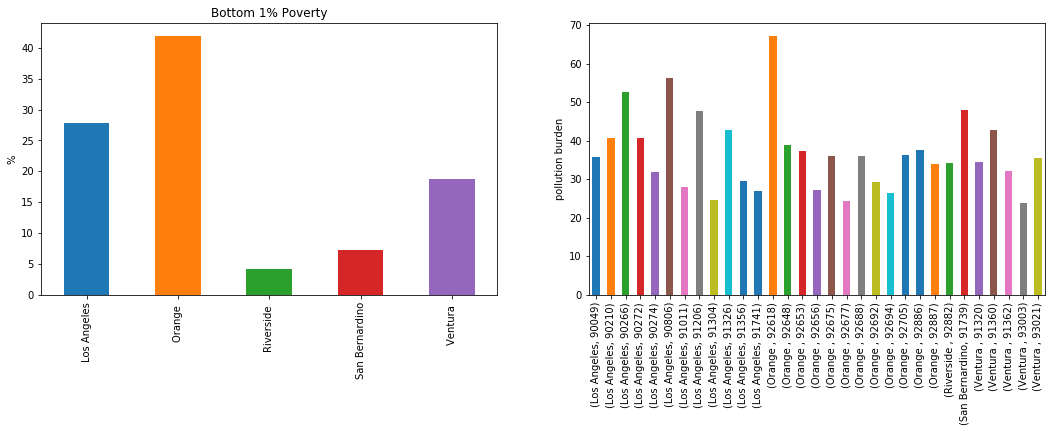 Bottom 1% Poverty
%
40
35
30
25
20
15
10
5
0
Los Angeles
Orange
Riverside
San Bernardino
Ventura
pollution burden
70
60
50
40
30
20
10
0
(Los Angeles, 90049)
(Los Angeles, 90210)
(Los Angeles, 90266)
(Los Angeles, 90272)
(Los Angeles, 90274)
(Los Angeles, 90806)
(Los Angeles, 91011)
(Los Angeles, 91206)
(Los Angeles, 91304)
(Los Angeles, 91326)
(Los Angeles, 91356)
(Los Angeles, 91741)
(Orange , 92618)
(Orange , 92648)
(Orange , 92653)
(Orange , 92656)
(Orange , 92675)
(Orange , 92677)
(Orange , 92688)
(Orange , 92692)
(Orange , 92694)
(Orange , 92705)
(Orange , 92886)
(Orange , 92887)
(Riverside , 92882)
(San Bernardino, 91739)
(Ventura , 91320)
(Ventura , 91360)
(Ventura , 91362)
(Ventura , 93003)
(Ventura , 93021)